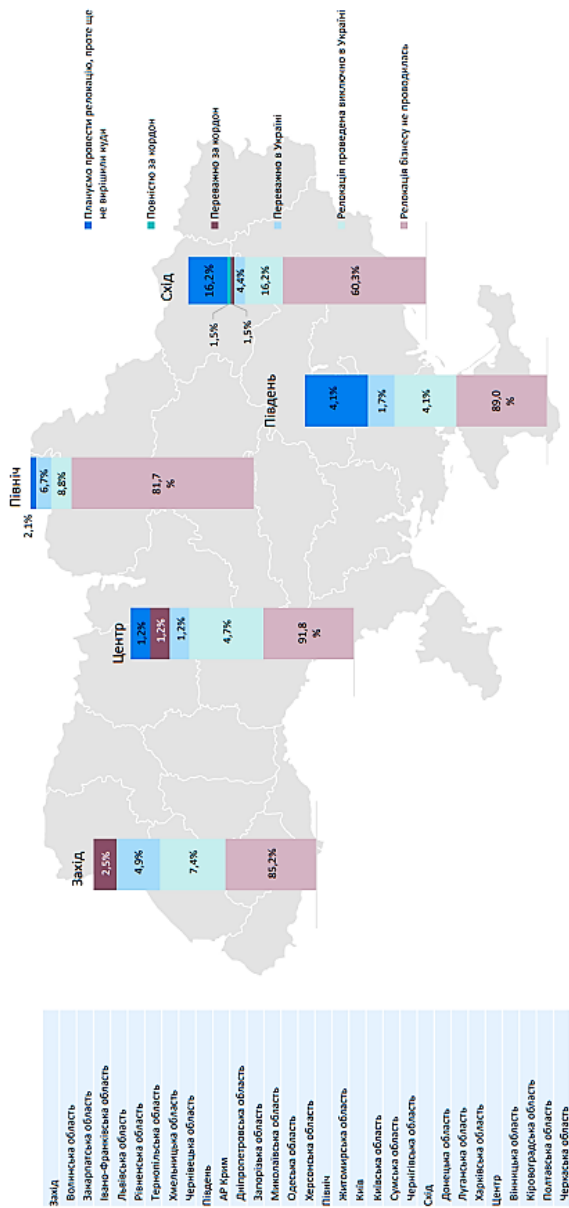 Захід
Волинська область
Закарпатська область
Івано-Франківська область
Львівська область
Рівненська область
Тернопільська область
Хмельницька область
Чернівецька область
Південь
АР Крим
Дніпропетровська область
Запорізька область
Миколаївська область
Одеська область
Херсонська область
Північ
Житомирська область
Київ
Київська область
Сумська область
Чернігівська область
Схід
Донецька область
Луганська область
Харківська область
Центр
Вінницька область
Кіровоградська область
Полтавська область
Черкаська область
Захід
2,5%
4,9%
7,4%
85,2%
Центр
1,2%
1,2%
1,2%
4,7%
91,8
%
Північ
2,1%
6,7%
8,8%
81,7
%
Південь
4,1%
1,7%
4,1%
89,0
%
Схід
16,2%
1,5%
1,5%
4,4%
16,2%
60,3%
Плануємо провести релокацію, проте ще
не вирішили куди
Повністю за кордон
Переважно за кордон
Переважно в Україні
Релокація проведена виключно в Україні
Релокація бізнесу не проводилась